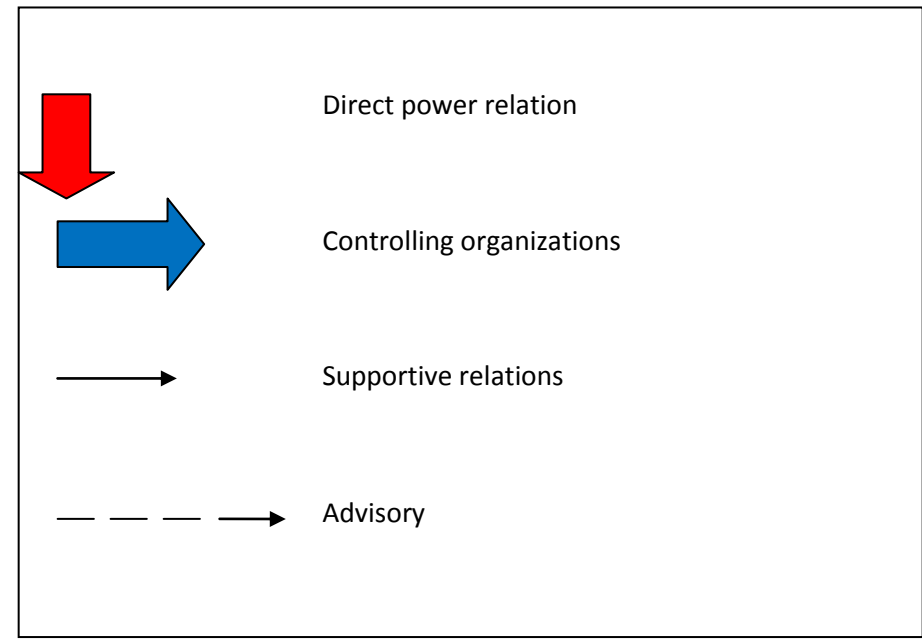 Direct power relation
Controlling organizations
Supportive relations
Advisory